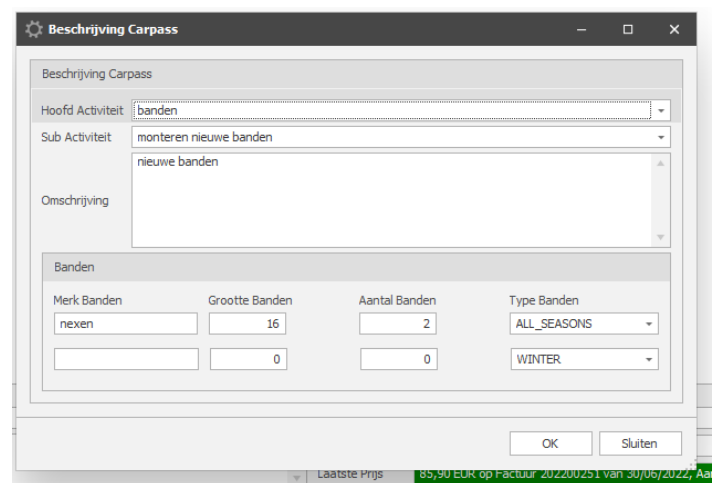 Beschrijving Carpass
Beschrijving Carpass
Hoofd Activiteit banden
Sub Activiteit monteren nieuwe banden
nieuwe banden
Omschrijving
Banden
Merk Banden Grootte Banden Aantal Banden Type Banden
nexen 16 2 ALL_SEASONS
0 0 WINTER
OK Sluiten
Laatste Prijs 85,90 EUR op Factuur 202200251 van 30/06/2022, Aan